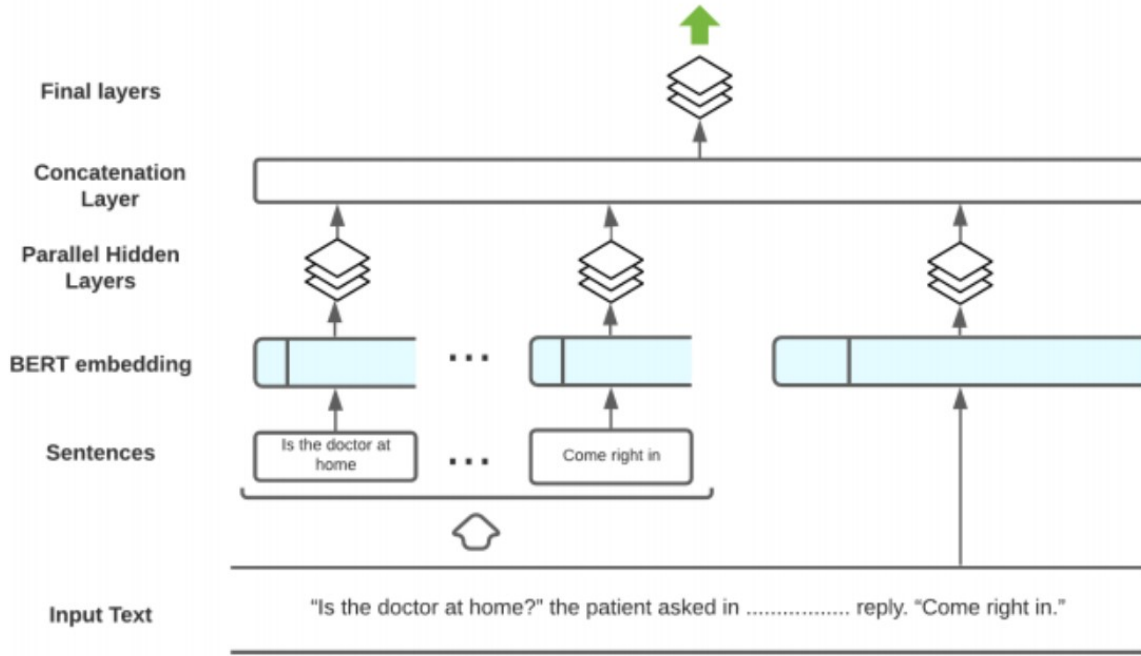 Final layers
Concatenation
Layer
Parallel Hidden
Layers
BERT embedding
...
Sentences
Is the doctor at
home
...
Come right in
Input Text
“Is the doctor at home?” the patient asked in ................. reply. “Come right in.”